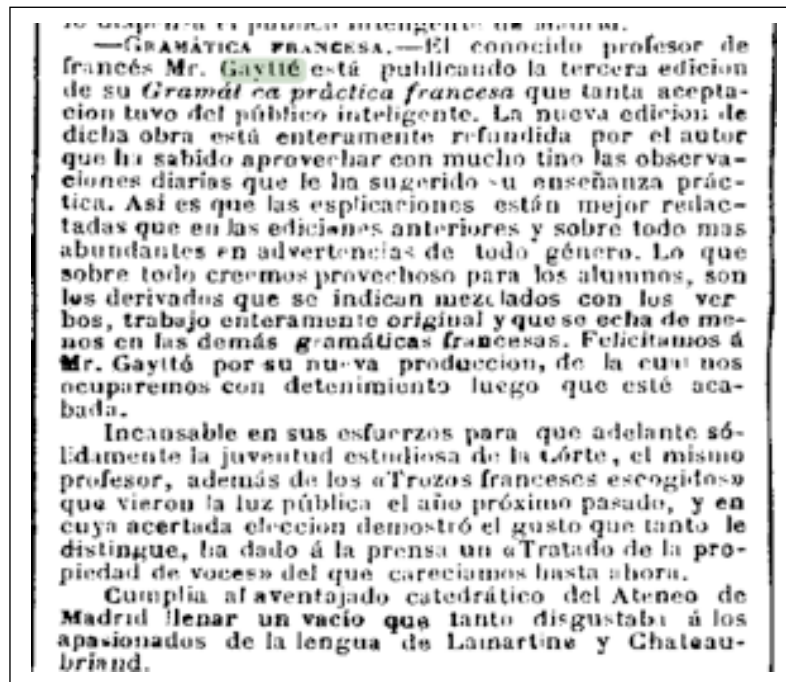 público inteligente de Madrid.
—GRAMÁTICA FRANCESA.—El conocido profesor de
francés Mr. Gaytté está publicando la tercera edicion
de su Gramát ca práctica francesa que tanta acepta-
cion tuvo del público inteligente. La nueva edicion de
dicha obra está enteramente refundida por el autor
que ha sabido aprovechar con mucho tino las observa-
ciones diarias que le ha sugerido su enseñanza prác-
tica. Asi es que las esplicaciones están mejor redac-
tadas que en las ediciones anteriores y sobre todo mas
abundantes en advertencias de todo género. Lo que
sobre todo creemos provechoso para los alumnos, son
los derivados que se indican mezclados con los ver
bos, trabajo enteramente original y que se echa de me-
nos en las demás gramáticas francesas. Felicitamos á
Mr. Gaytté por su nueva produccion, de la cual nos
ocuparemos con detenimiento luego que esté aca-
bada.
Incansable en sus esfuerzos para que adelante só-
lidamente la juventud estudiosa de la Córte, el mismo
profesor, además de los «Trozos franceses escogidos»
que vieron la luz pública el año próximo pasado, y en
cuya acertada eleccion demostró el gusto que tanto le
distingue, ha dado á la prensa un «Tratado de la pro-
piedad de voces» del que careciamos hasta ahora.
Cumplia al aventajado catedrático del Ateneo de
Madrid llenar un vacío que tanto disgustaba á los
apasionados de la lengua de Lamartine y Chateau-
briand.